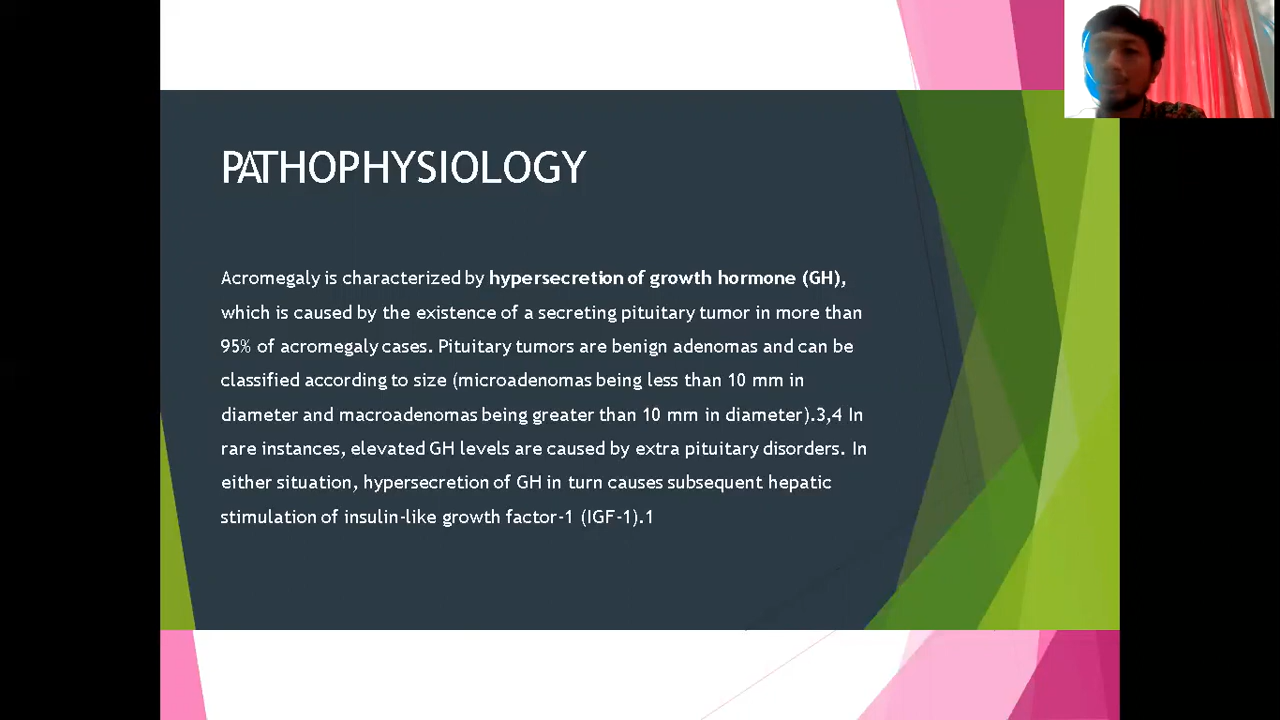 PATHOPHYSIOLOGY
Acromegaly is characterized by hypersecretion of growth hormone (GH),
which is caused by the existence of a secreting pituitary tumor in more than
95% of acromegaly cases. Pituitary tumors are benign adenomas and can be
classified according to size (microadenomas being less than 10 mm in
diameter and macroadenomas being greater than 10 mm in diameter).3,4 In
rare instances, elevated GH levels are caused by extra pituitary disorders. In
either situation, hypersecretion of GH in turn causes subsequent hepatic
stimulation of insulin-like growth factor-1 (IGF-1).1